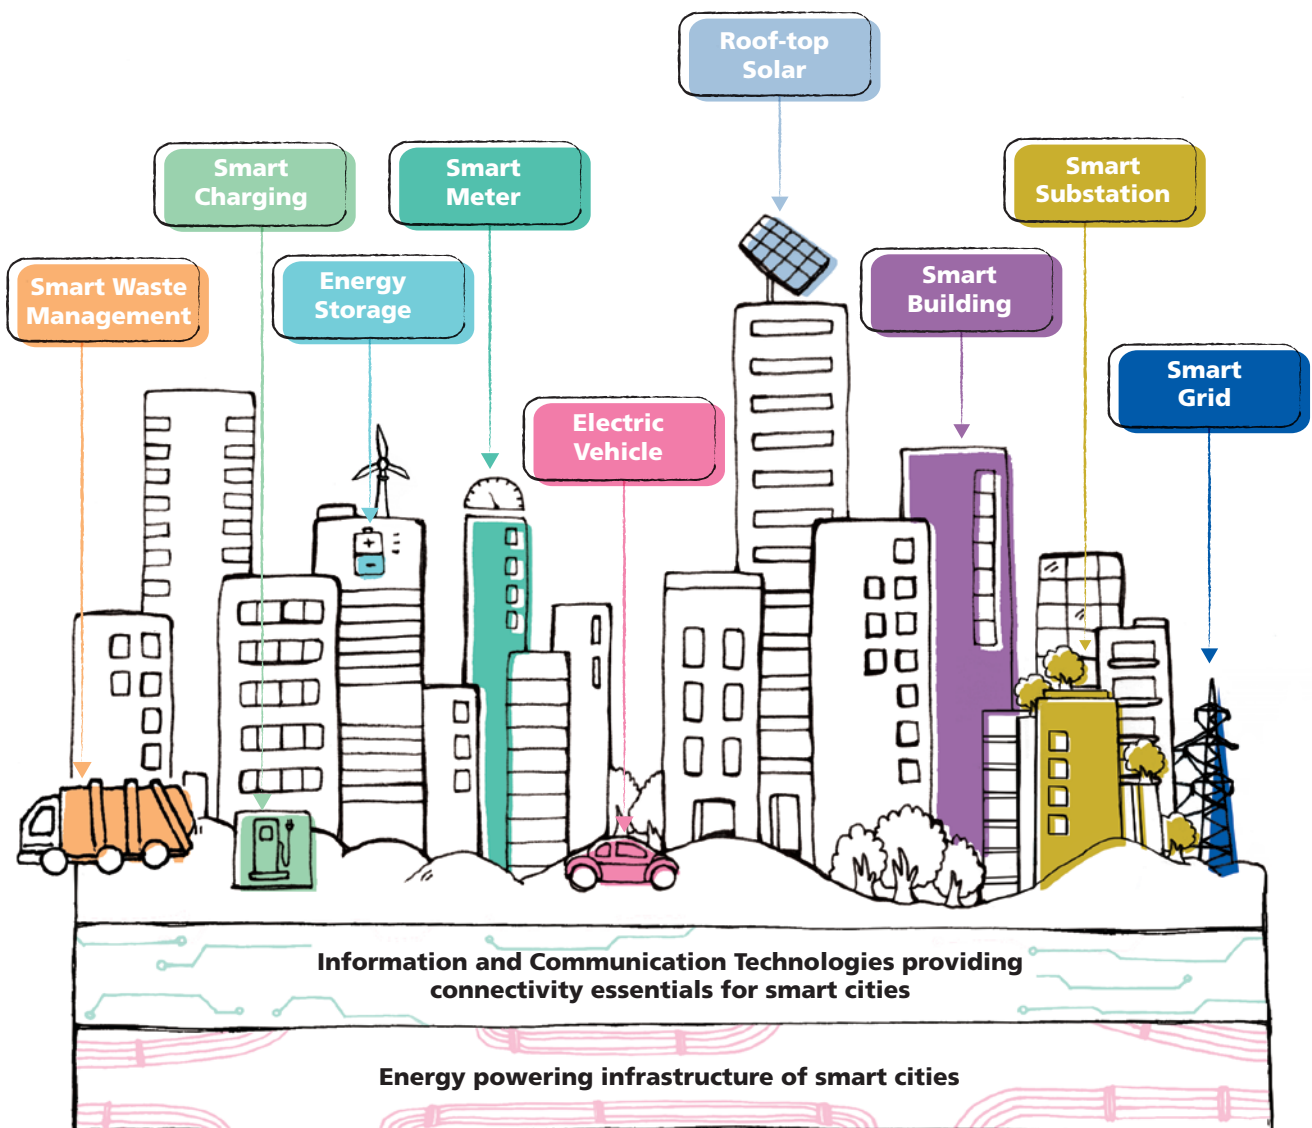 Roof-top
Solar
Smart
Charging
Smart
Meter
Smart
Substation
Smart Waste
Management
Energy
Storage
Smart
Building
Smart
Grid
Electric
Vehicle
+
-
Information and Communication Technologies providing
connectivity essentials for smart cities
Energy powering infrastructure of smart cities